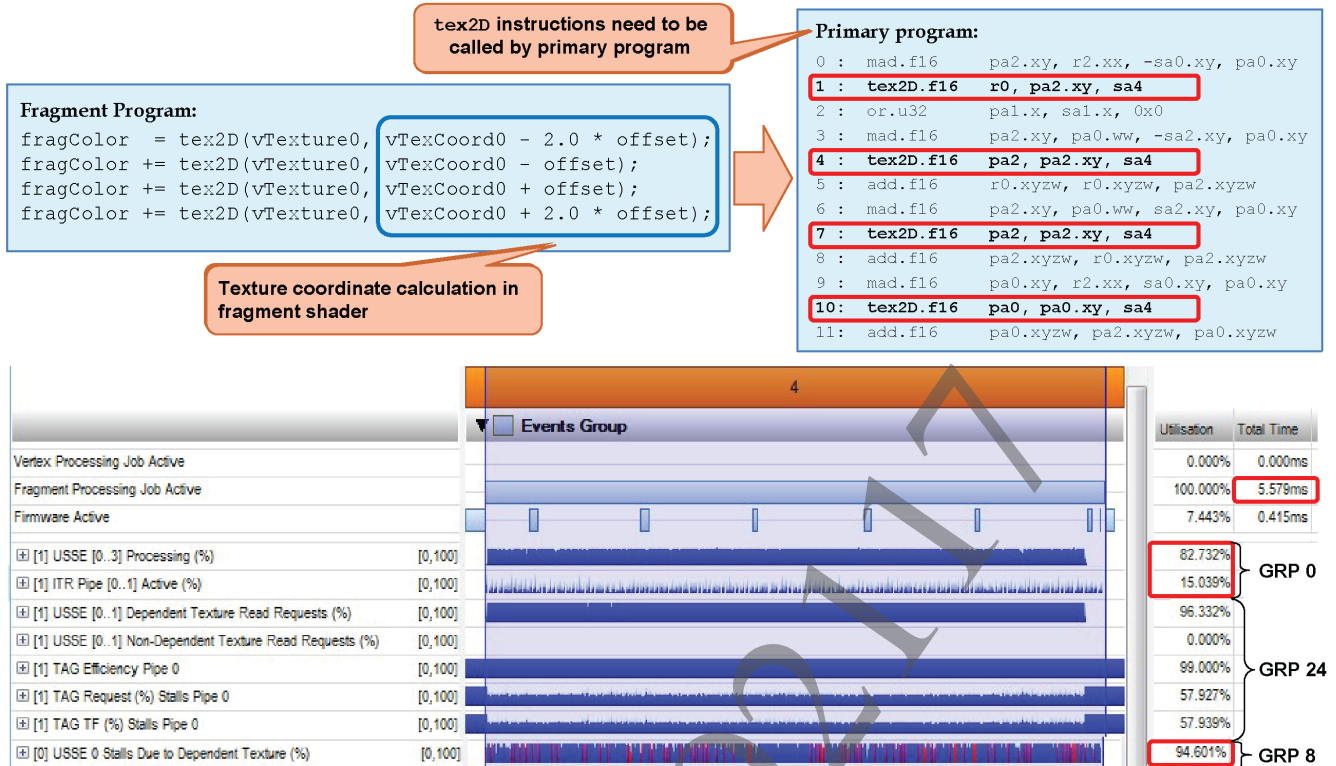 tex2D instructions need to be
called by primary program
Fragment Program:
fragColor  = tex2D(vTexture0, vTexCoord0 - 2.0 * offset);
fragColor += tex2D(vTexture0, vTexCoord0 - offset);
fragColor += tex2D(vTexture0, vTexCoord0 + offset);
fragColor += tex2D(vTexture0, vTexCoord0 + 2.0 * offset);
Texture coordinate calculation in
fragment shader
Primary program:
0 : mad.f16 pa2.xy, r2.xx, -sa0.xy, pa0.xy
1 : tex2D.f16 r0, pa2.xy, sa4
2 : or.u32 pa1.x, sa1.x, 0x0
3 : mad.f16 pa2.xy, pa0.ww, -sa2.xy, pa0.xy
4 : tex2D.f16 pa2, pa2.xy, sa4
5 : add.f16 r0.xyzw, r0.xyzw, pa2.xyzw
6 : mad.f16 pa2.xy, pa0.ww, sa2.xy, pa0.xy
7 : tex2D.f16 pa2, pa2.xy, sa4
8 : add.f16 pa2.xyzw, r0.xyzw, pa2.xyzw
9 : mad.f16 pa0.xy, r2.xx, sa0.xy, pa0.xy
10: tex2D.f16 pa0, pa0.xy, sa4
11: add.f16 pa0.xyzw, pa2.xyzw, pa0.xyzw
4
Events Group Utilisation Total Time
Vertex Processing Job Active 0.000% 0.000ms
Fragment Processing Job Active 100.000% 5.579ms
Firmware Active 7.443% 0.415ms
[1] USSE [0..3] Processing (%) [0,100] 82.732%
[1] ITR Pipe [0..1] Active (%) [0,100] 15.039%
GRP 0
[1] USSE [0..1] Dependent Texture Read Requests (%) [0,100] 96.332%
[1] USSE [0..1] Non-Dependent Texture Read Requests (%) [0,100] 0.000%
[1] TAG Efficiency Pipe 0 [0,100] 99.000%
GRP 24
[1] TAG Request (%) Stalls Pipe 0 [0,100] 57.927%
[1] TAG TF (%) Stalls Pipe 0 [0,100] 57.939%
[0] USSE 0 Stalls Due to Dependent Texture (%) [0,100] 94.601%
GRP 8